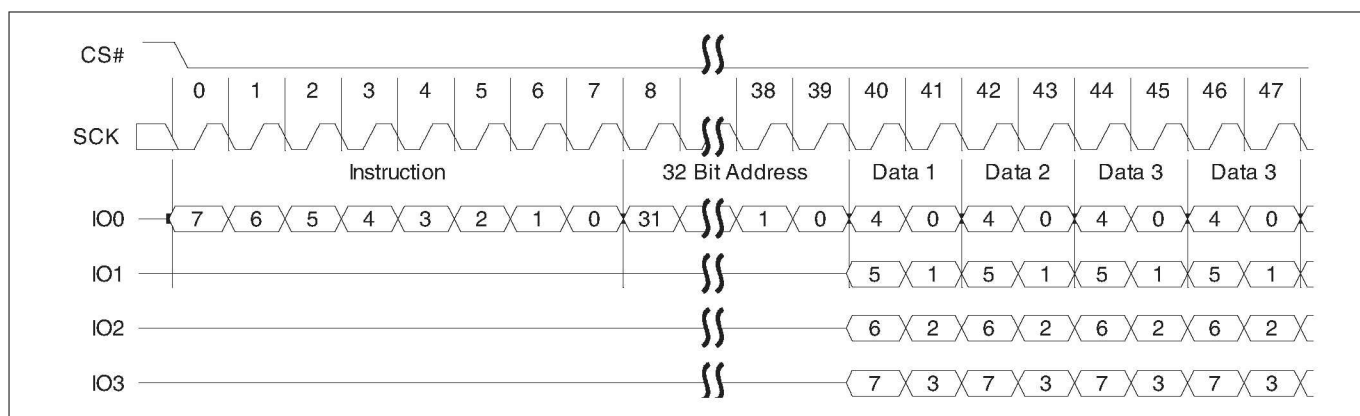 CS#
0 1 2 3 4 5 6 7 8 38 39 40 41 42 43 44 45 46 47
SCK
Instruction 32 Bit Address Data 1 Data 2 Data 3 Data 3
IO0 7 6 5 4 3 2 1 0 31 1 0 4 0 4 0 4 0 4 0
IO1 5 1 5 1 5 1 5 1
IO2 6 2 6 2 6 2 6 2
IO3 7 3 7 3 7 3 7 3